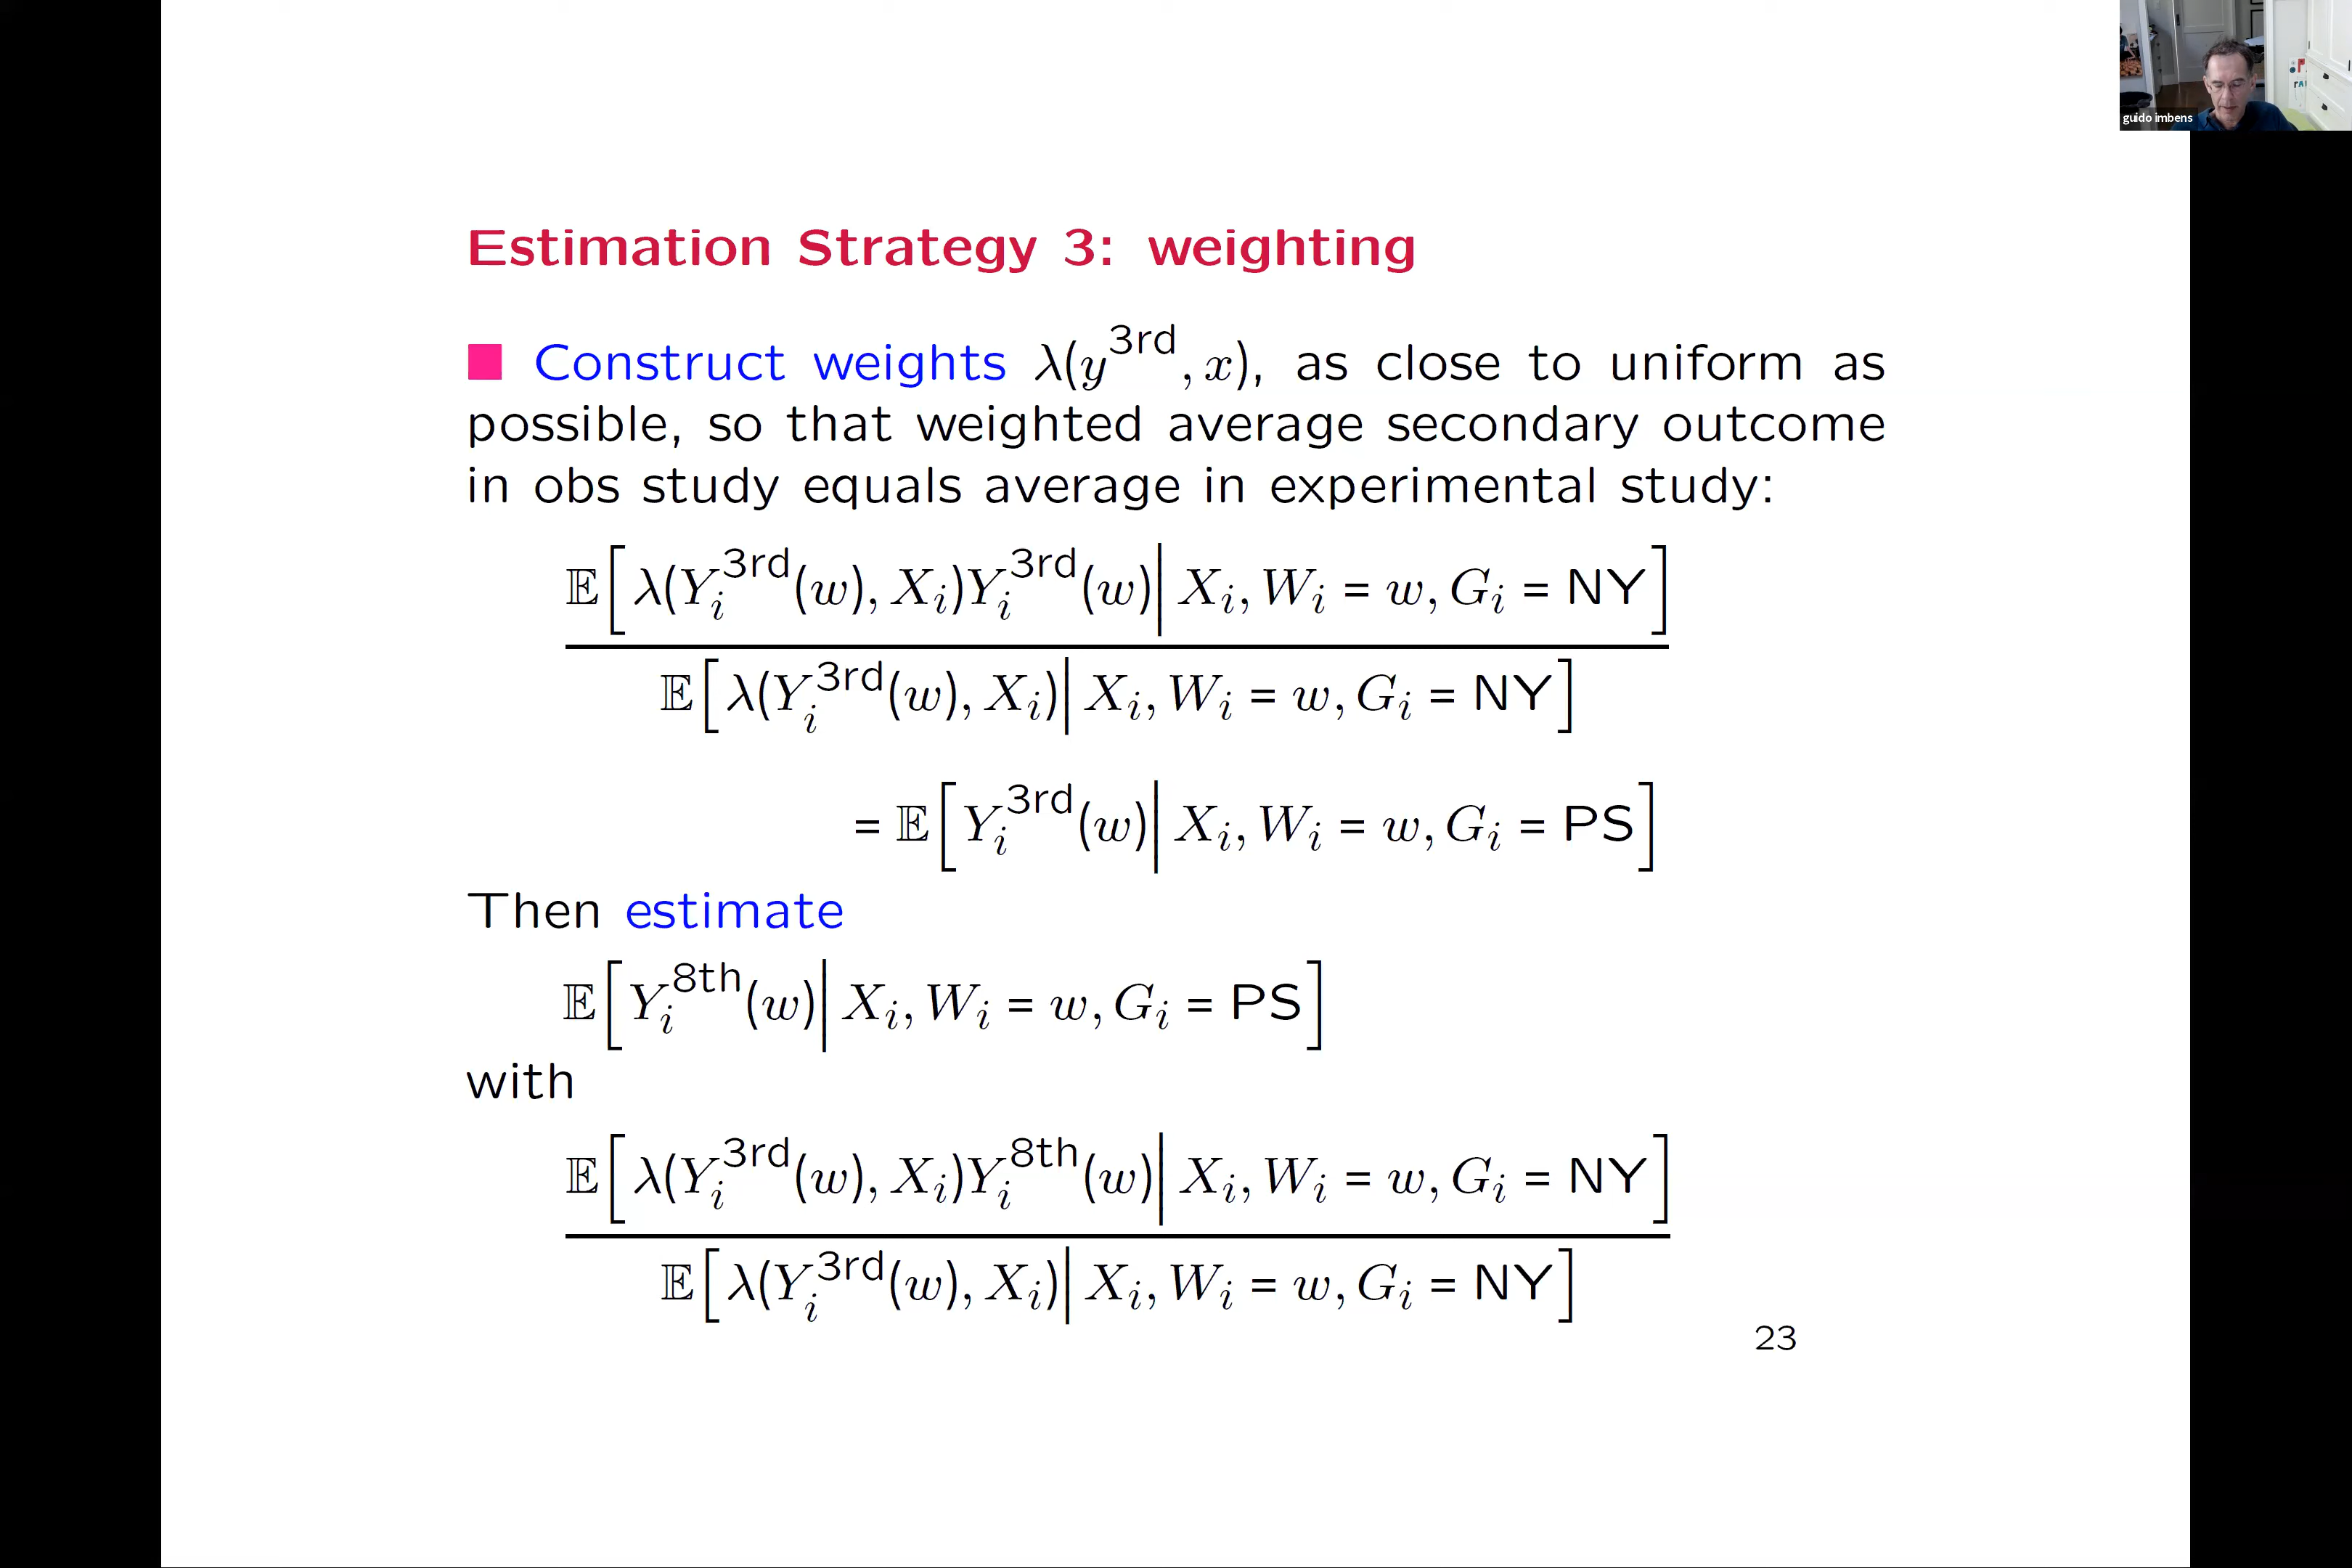 guido imbens
Estimation Strategy 3: weighting
■ Construct weights λ(y^{3rd}, x), as close to uniform as
possible, so that weighted average secondary outcome
in obs study equals average in experimental study:
𝔼[λ(Y_i^{3rd}(w), X_i)Y_i^{3rd}(w)| X_i, W_i = w, G_i = NY]
𝔼[λ(Y_i^{3rd}(w), X_i)| X_i, W_i = w, G_i = NY]
= 𝔼[Y_i^{3rd}(w)| X_i, W_i = w, G_i = PS]
Then estimate
𝔼[Y_i^{8th}(w)| X_i, W_i = w, G_i = PS]
with
𝔼[λ(Y_i^{3rd}(w), X_i)Y_i^{8th}(w)| X_i, W_i = w, G_i = NY]
𝔼[λ(Y_i^{3rd}(w), X_i)| X_i, W_i = w, G_i = NY]
23